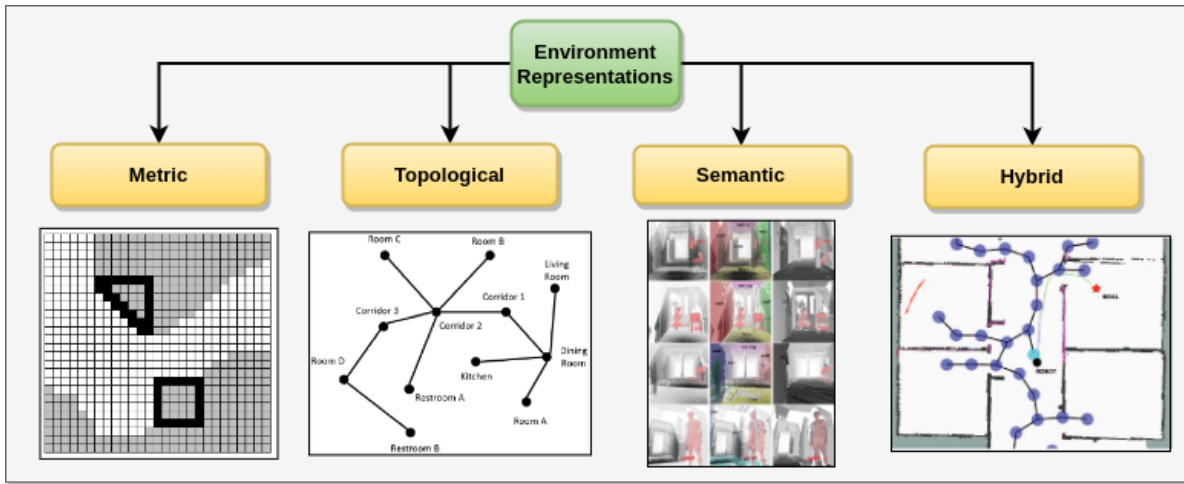 Environment
Representations
Metric
Topological
Semantic
Hybrid
Room C
Room B
Living
Room
Corridor 1
Corridor 3
Corridor 2
Dining
Room
Room D
Kitchen
Restroom A
Room A
Restroom B
GOAL
ROBOT